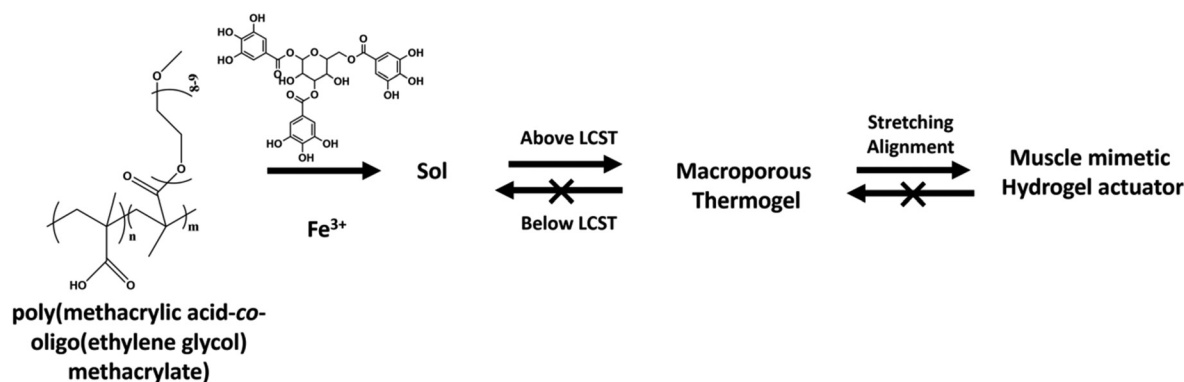 OH
HO
OH
HO
O
O
O
O
O
O
HO
OH
O
O
OH
OH
OH
HO
OH
OH
O
8-9
O
O
n
m
HO
O
Fe³⁺
Sol
Above LCST
Below LCST
Macroporous
Thermogel
Stretching
Alignment
Muscle mimetic
Hydrogel actuator
poly(methacrylic acid-co-
oligo(ethylene glycol)
methacrylate)